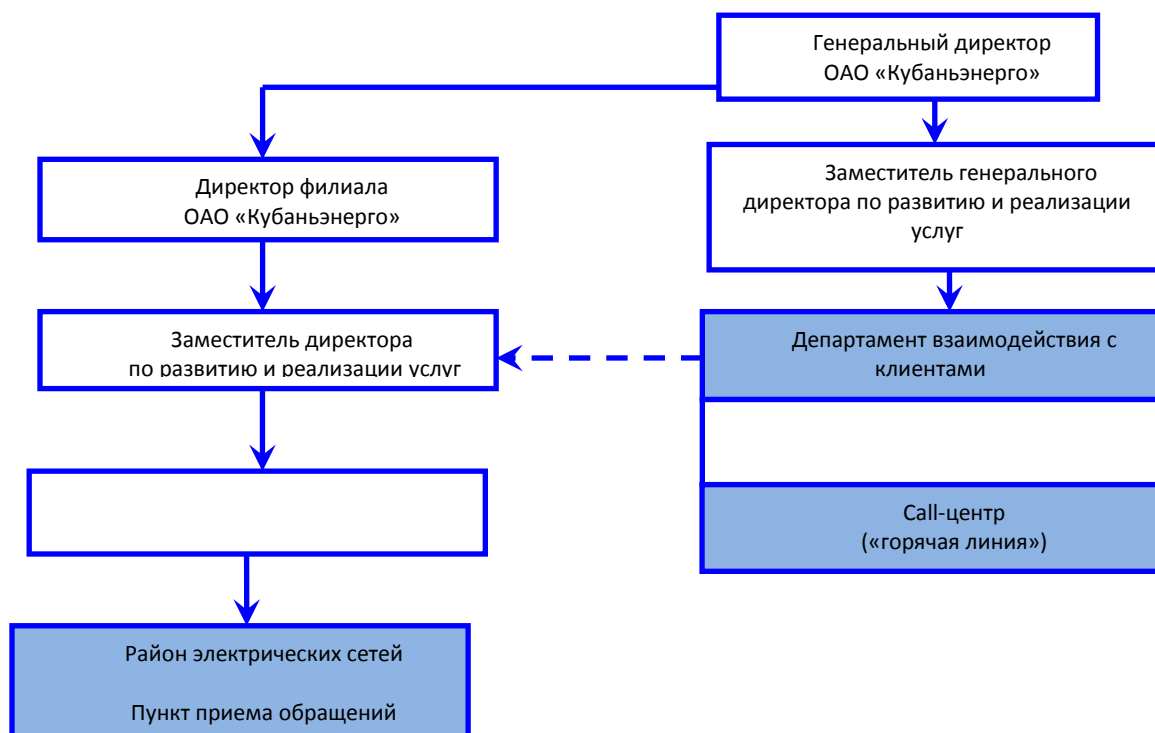 Генеральный директор
ОАО «Кубаньэнерго»
Директор филиала
ОАО «Кубаньэнерго»
Заместитель генерального
директора по развитию и реализации
услуг
Заместитель директора
по развитию и реализации услуг
Департамент взаимодействия с
клиентами
Call-центр
(«горячая линия»)
Район электрических сетей
Пункт приема обращений